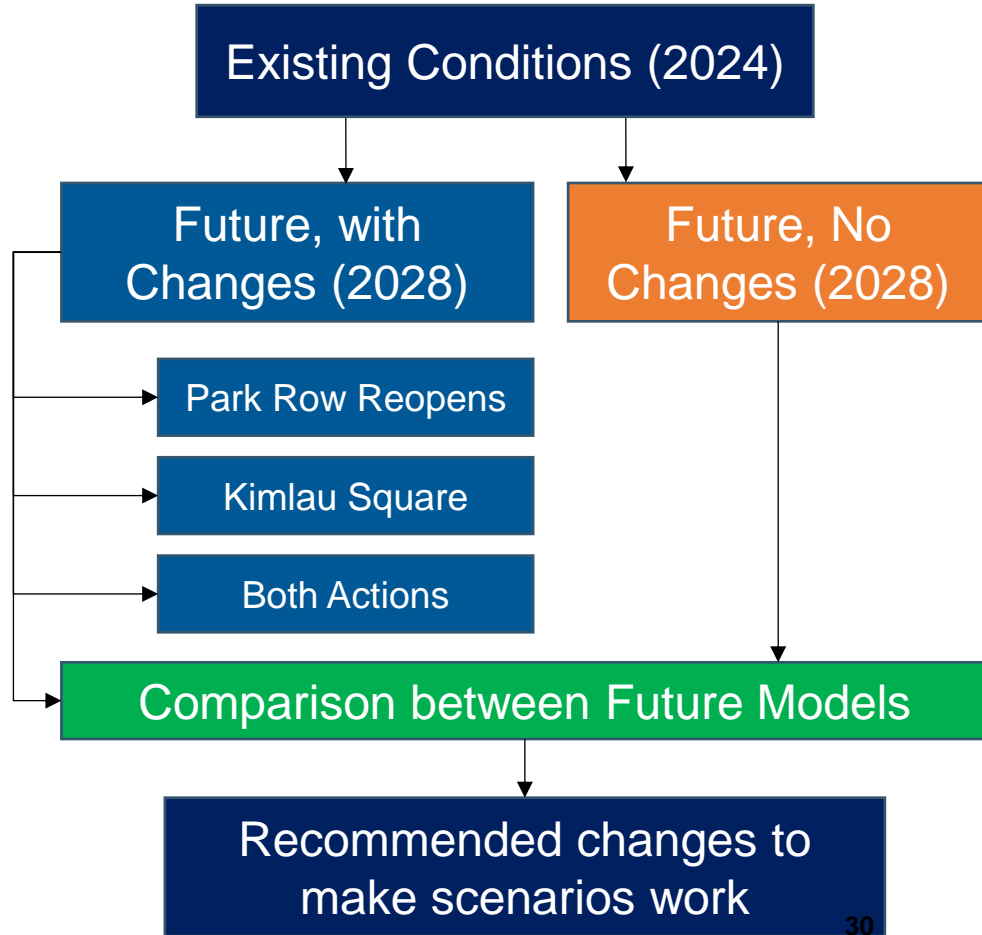 Existing Conditions (2024)
Future, with
Changes (2028)
Future, No
Changes (2028)
Park Row Reopens
Kimlau Square
Both Actions
Comparison between Future Models
Recommended changes to
make scenarios work
30